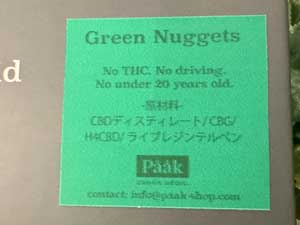 Green Nuggets
No THC. No driving.
No under 20 years old.
-原材料-
CBDディスティレート/ CBG/
H4CBD/ ライブレジンテルペン
Pååk
contact: info@paak-shop.com